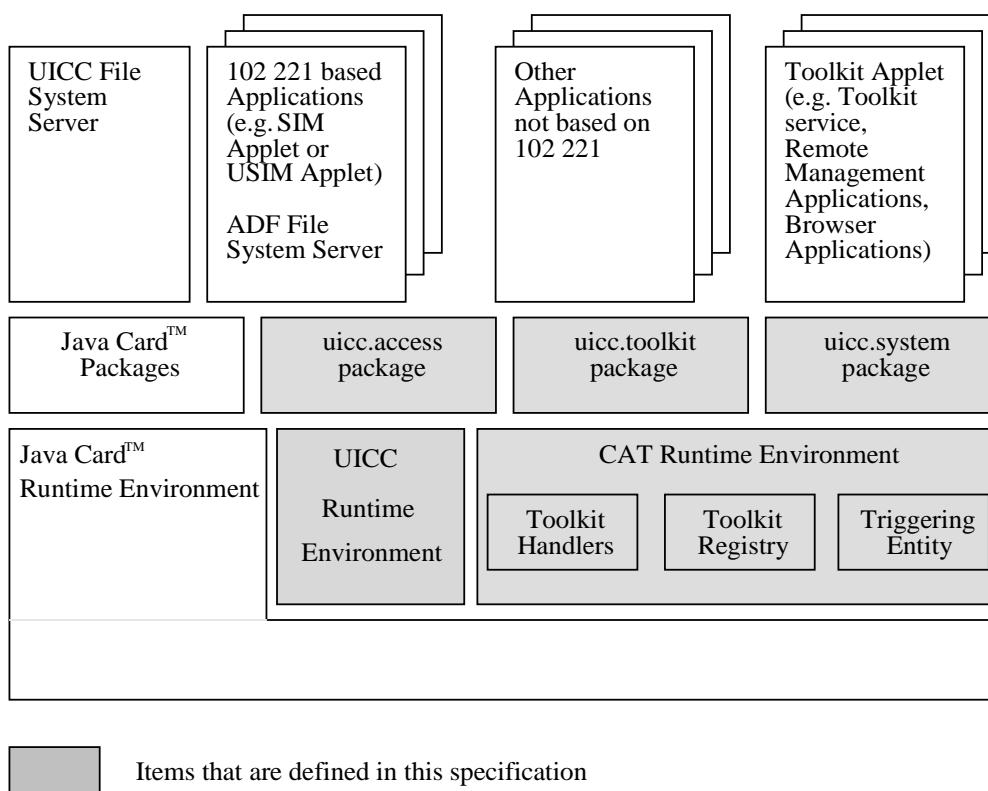 UICC File
System
Server
102 221 based
Applications
(e.g. SIM
Applet or
USIM Applet)
ADF File
System Server
Other
Applications
not based on
102 221
Toolkit Applet
(e.g. Toolkit
service,
Remote
Management
Applications,
Browser
Applications)
Java Card™
Packages
uicc.access
package
uicc.toolkit
package
uicc.system
package
Java Card™
Runtime Environment
UICC
Runtime
Environment
CAT Runtime Environment
Toolkit
Handlers
Toolkit
Registry
Triggering
Entity
Items that are defined in this specification